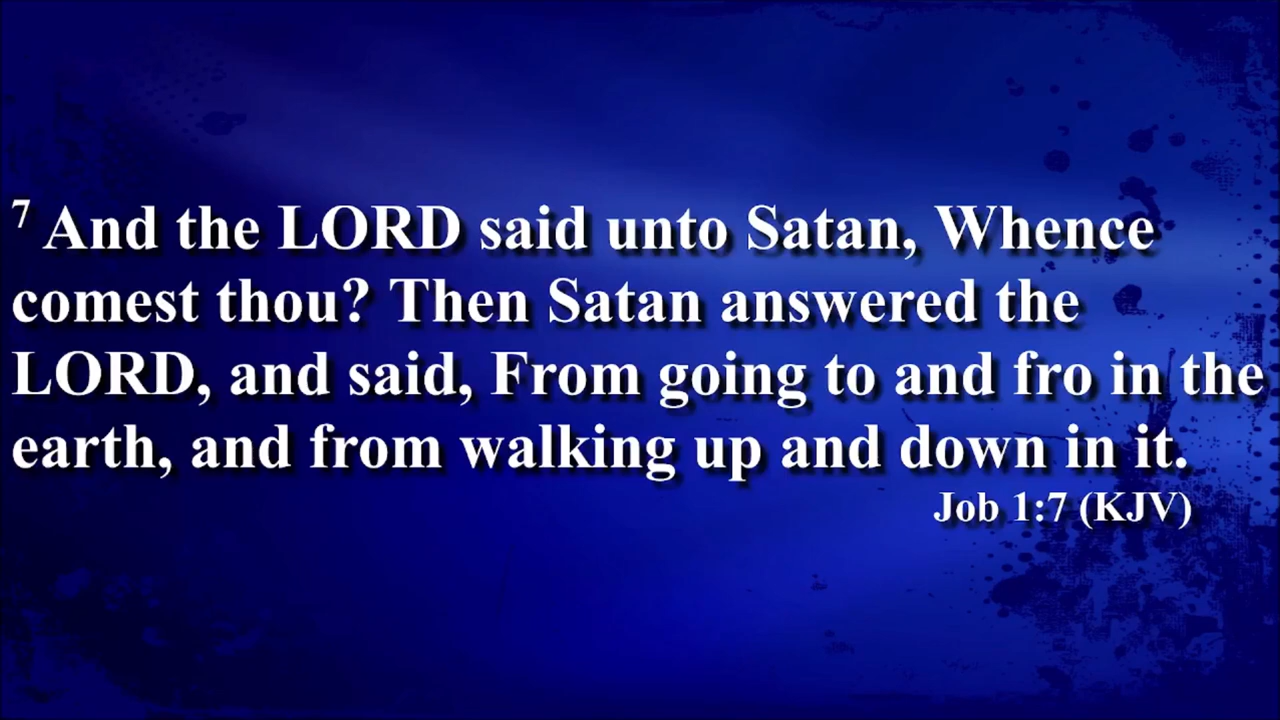 7 And the LORD said unto Satan, Whence
comest thou? Then Satan answered the
LORD, and said, From going to and fro in the
earth, and from walking up and down in it.
Job 1:7 (KJV)